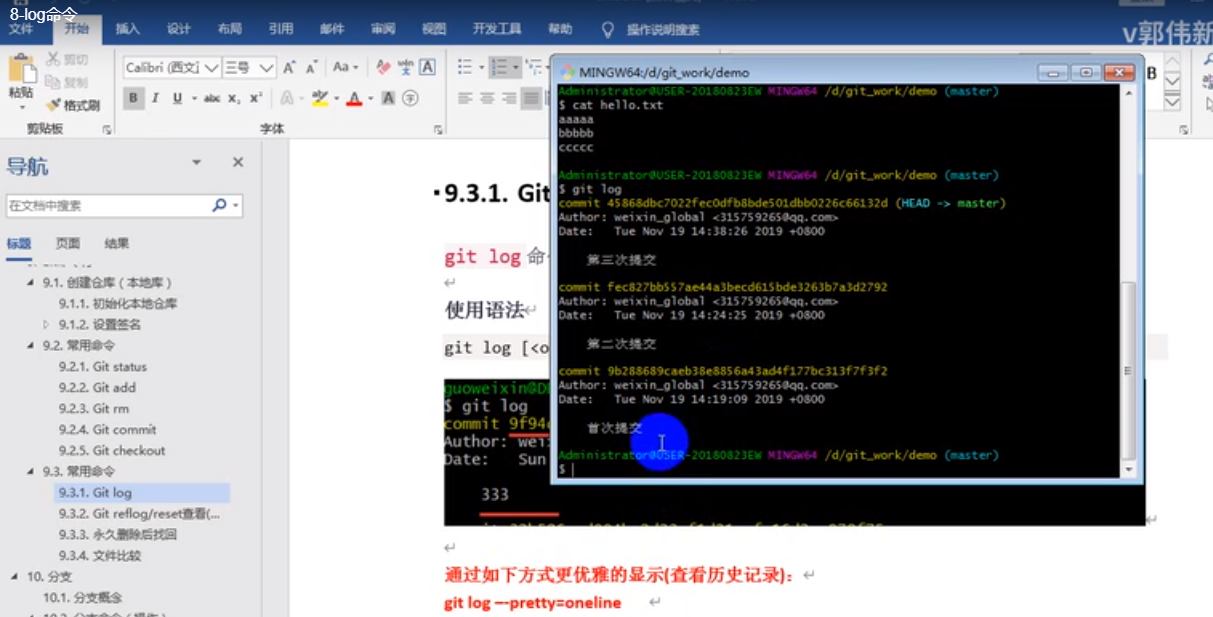 8-log命令
文件 开始 插入 设计 布局 引用 邮件 审阅 视图 开发工具 帮助 操作说明搜索
v郭伟新
粘贴
剪切
复制
格式刷
剪贴板
Calibri (西文) 三号
字体
导航
在文档中搜索
标题 页面 结果
9.1. 创建仓库（本地库）
9.1.1. 初始化本地仓库
9.1.2. 设置签名
9.2. 常用命令
9.2.1. Git status
9.2.2. Git add
9.2.3. Git rm
9.2.4. Git commit
9.2.5. Git checkout
9.3. 常用命令
9.3.1. Git log
9.3.2. Git reflog/reset查看(...
9.3.3. 永久删除后找回
9.3.4. 文件比较
10. 分支
10.1. 分支概念
9.3.1. Git
git log 命
使用语法
git log [<o
guoweixin@D
$ git log
commit 9f94
Author: wei
Date: Sun
333
通过如下方式更优雅的显示(查看历史记录)：
git log —-pretty=oneline
MINGW64:/d/git_work/demo
Administrator@USER-20180823EW MINGW64 /d/git_work/demo (master)
$ cat hello.txt
aaaaa
bbbbb
ccccc
Administrator@USER-20180823EW MINGW64 /d/git_work/demo (master)
$ git log
commit 45868dbc7022fec0dfb8bde501dbb0226c66132d (HEAD -> master)
Author: weixin_global <315759265@qq.com>
Date: Tue Nov 19 14:38:26 2019 +0800
第三次提交
commit fec827bb557ae44a3becd615bde3263b7a3d2792
Author: weixin_global <315759265@qq.com>
Date: Tue Nov 19 14:24:25 2019 +0800
第二次提交
commit 9b288689caeb38e8856a43ad4f177bc313f7f3f2
Author: weixin_global <315759265@qq.com>
Date: Tue Nov 19 14:19:09 2019 +0800
首次提交
Administrator@USER-20180823EW MINGW64 /d/git_work/demo (master)
$